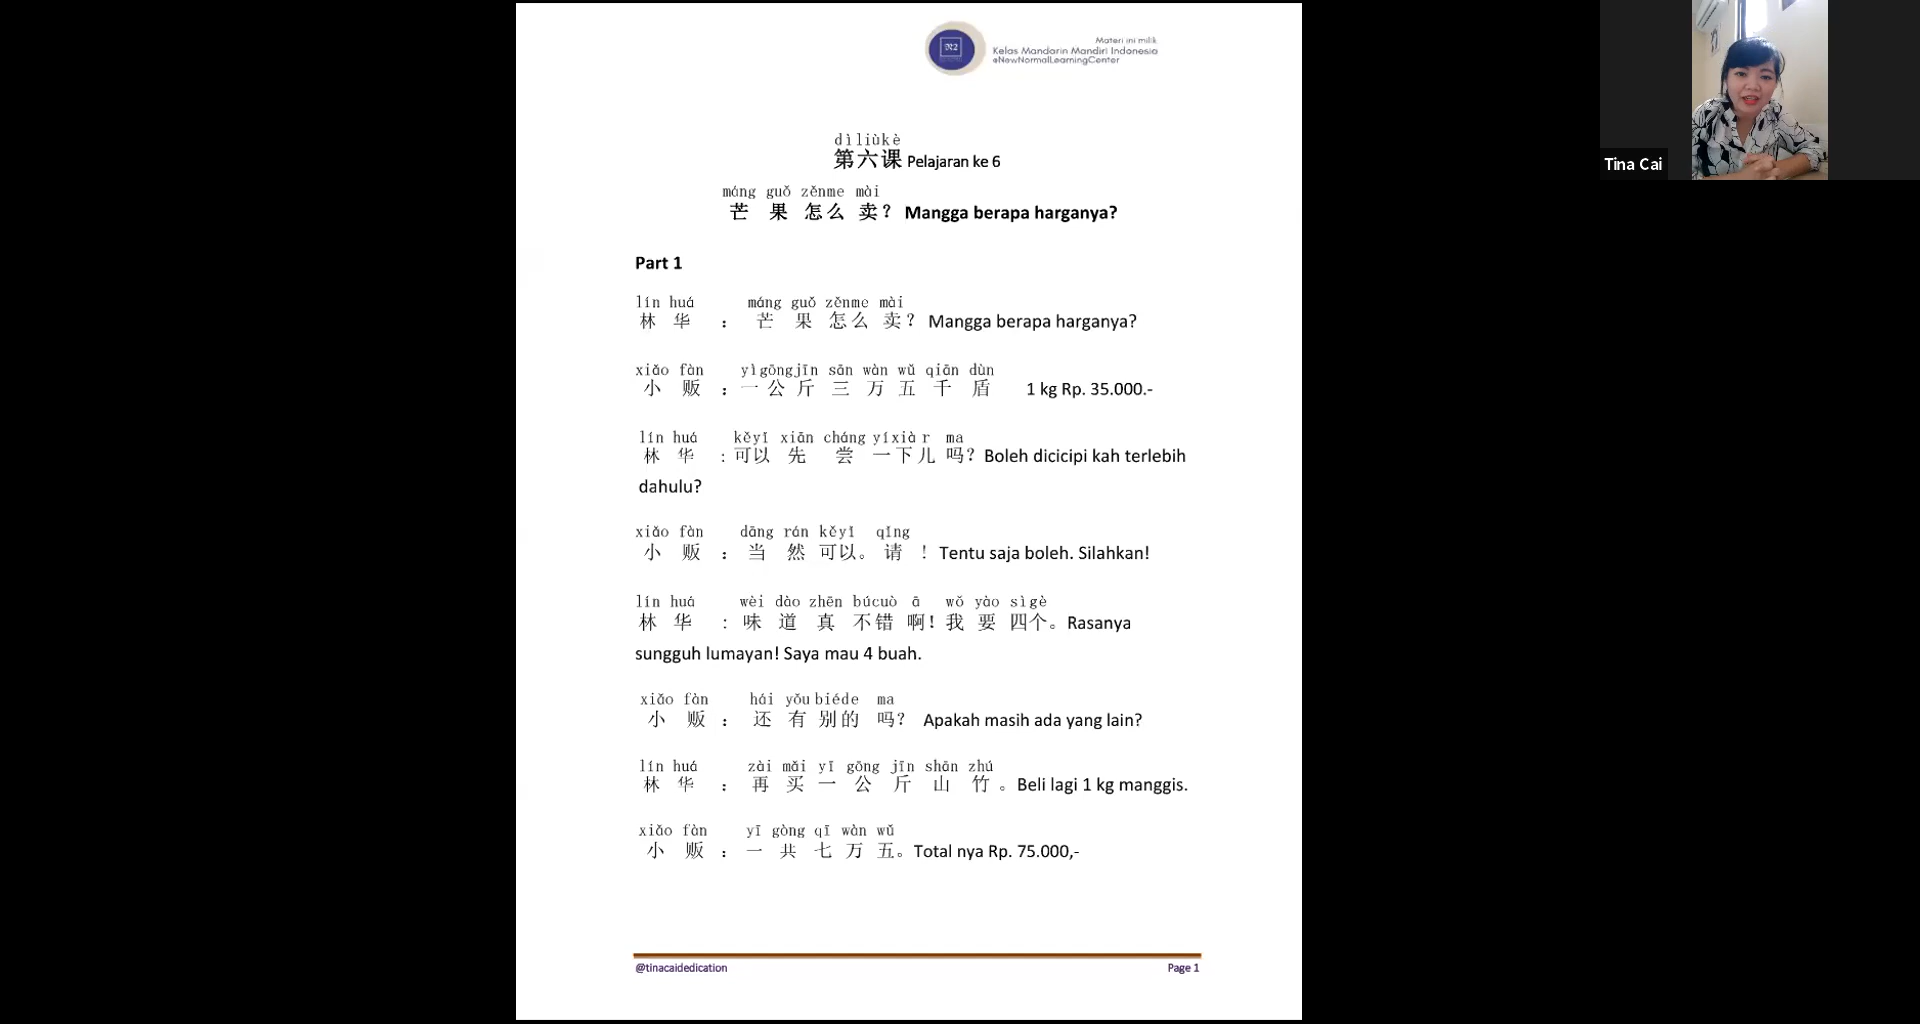 Materi ini milik
Kelas Mandarin Mandiri Indonesia
@NewNormalLearningCenter
dìliùkè
第六课 Pelajaran ke 6
máng guǒ zěnme mài
芒果怎么卖？ Mangga berapa harganya?
Part 1
lín huá máng guǒ zěnme mài
林华：芒果怎么卖？ Mangga berapa harganya?
xiǎo fàn yìgōngjīn sān wàn wǔ qiān dùn
小贩：一公斤三万五千盾 1 kg Rp. 35.000.-
lín huá kěyǐ xiān cháng yíxià r ma
林华：可以先尝一下儿吗？ Boleh dicicipi kah terlebih
dahulu?
xiǎo fàn dāng rán kěyǐ qǐng
小贩：当然可以。请！ Tentu saja boleh. Silahkan!
lín huá wèi dào zhēn búcuò ā wǒ yào sìgè
林华：味道真不错啊！我要四个。Rasanya
sungguh lumayan! Saya mau 4 buah.
xiǎo fàn hái yǒu biéde ma
小贩：还有别的吗？ Apakah masih ada yang lain?
lín huá zài mǎi yī gōng jīn shān zhú
林华：再买一公斤山竹。Beli lagi 1 kg manggis.
xiǎo fàn yī gòng qī wàn wǔ
小贩：一共七万五。Total nya Rp. 75.000,-
@tinacaidedication Page 1
Tina Cai